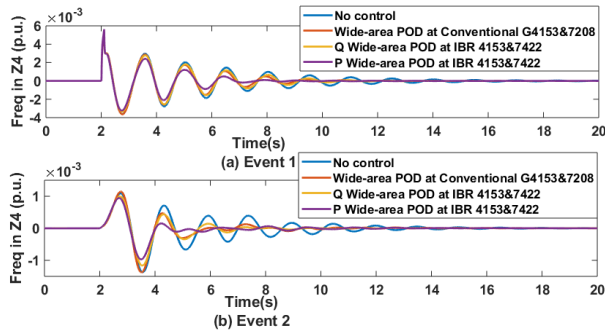 ×10⁻³
6
4
2
0
-2
-4
Freq in Z4 (p.u.)
No control
Wide-area POD at Conventional G4153&7208
Q Wide-area POD at IBR 4153&7422
P Wide-area POD at IBR 4153&7422
0 2 4 6 8 10 12 14 16 18 20
Time(s)
(a) Event 1
×10⁻³
1
0
-1
Freq in Z4 (p.u.)
No control
Wide-area POD at Conventional G4153&7208
Q Wide-area POD at IBR 4153&7422
P Wide-area POD at IBR 4153&7422
0 2 4 6 8 10 12 14 16 18 20
Time(s)
(b) Event 2